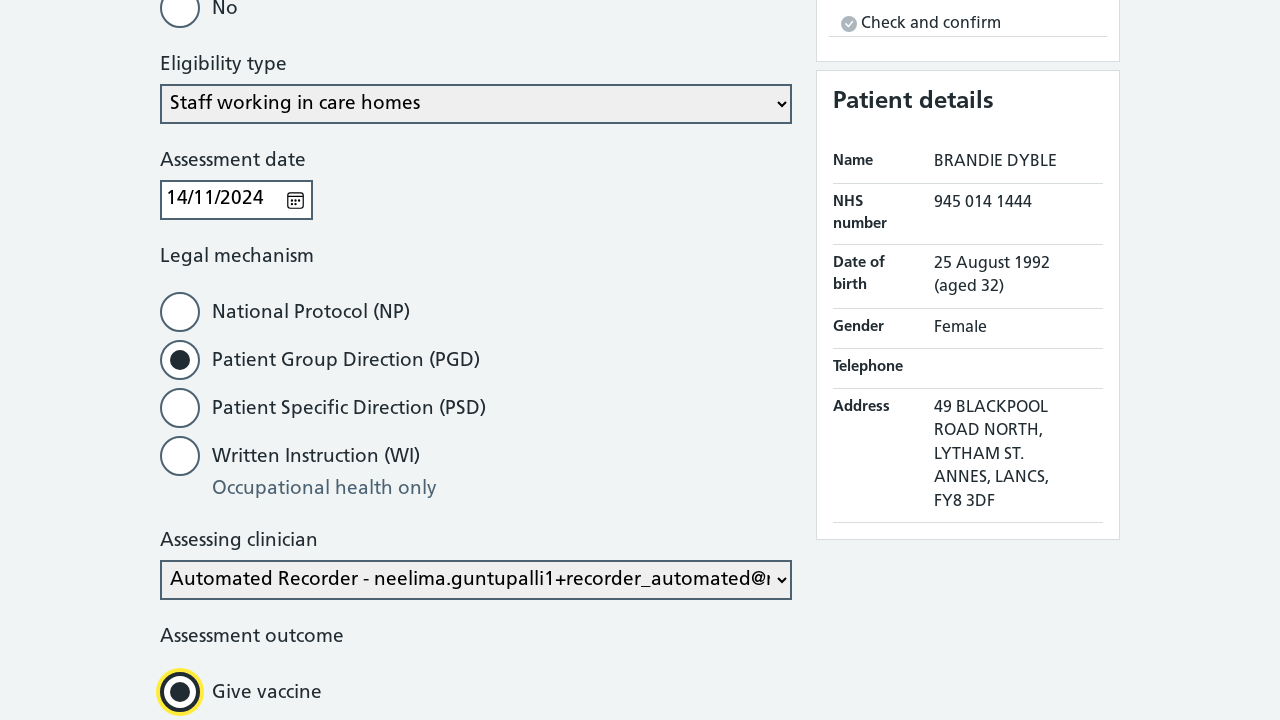 No
Eligibility type
Staff working in care homes
Assessment date
14/11/2024
Legal mechanism
National Protocol (NP)
Patient Group Direction (PGD)
Patient Specific Direction (PSD)
Written Instruction (WI)
Occupational health only
Assessing clinician
Automated Recorder - neelima.guntupalli1+recorder_automated@
Assessment outcome
Give vaccine
Check and confirm
Patient details
Name BRANDIE DYBLE
NHS number 945 014 1444
Date of birth 25 August 1992 (aged 32)
Gender Female
Telephone
Address 49 BLACKPOOL
ROAD NORTH,
LYTHAM ST.
ANNES, LANCS,
FY8 3DF